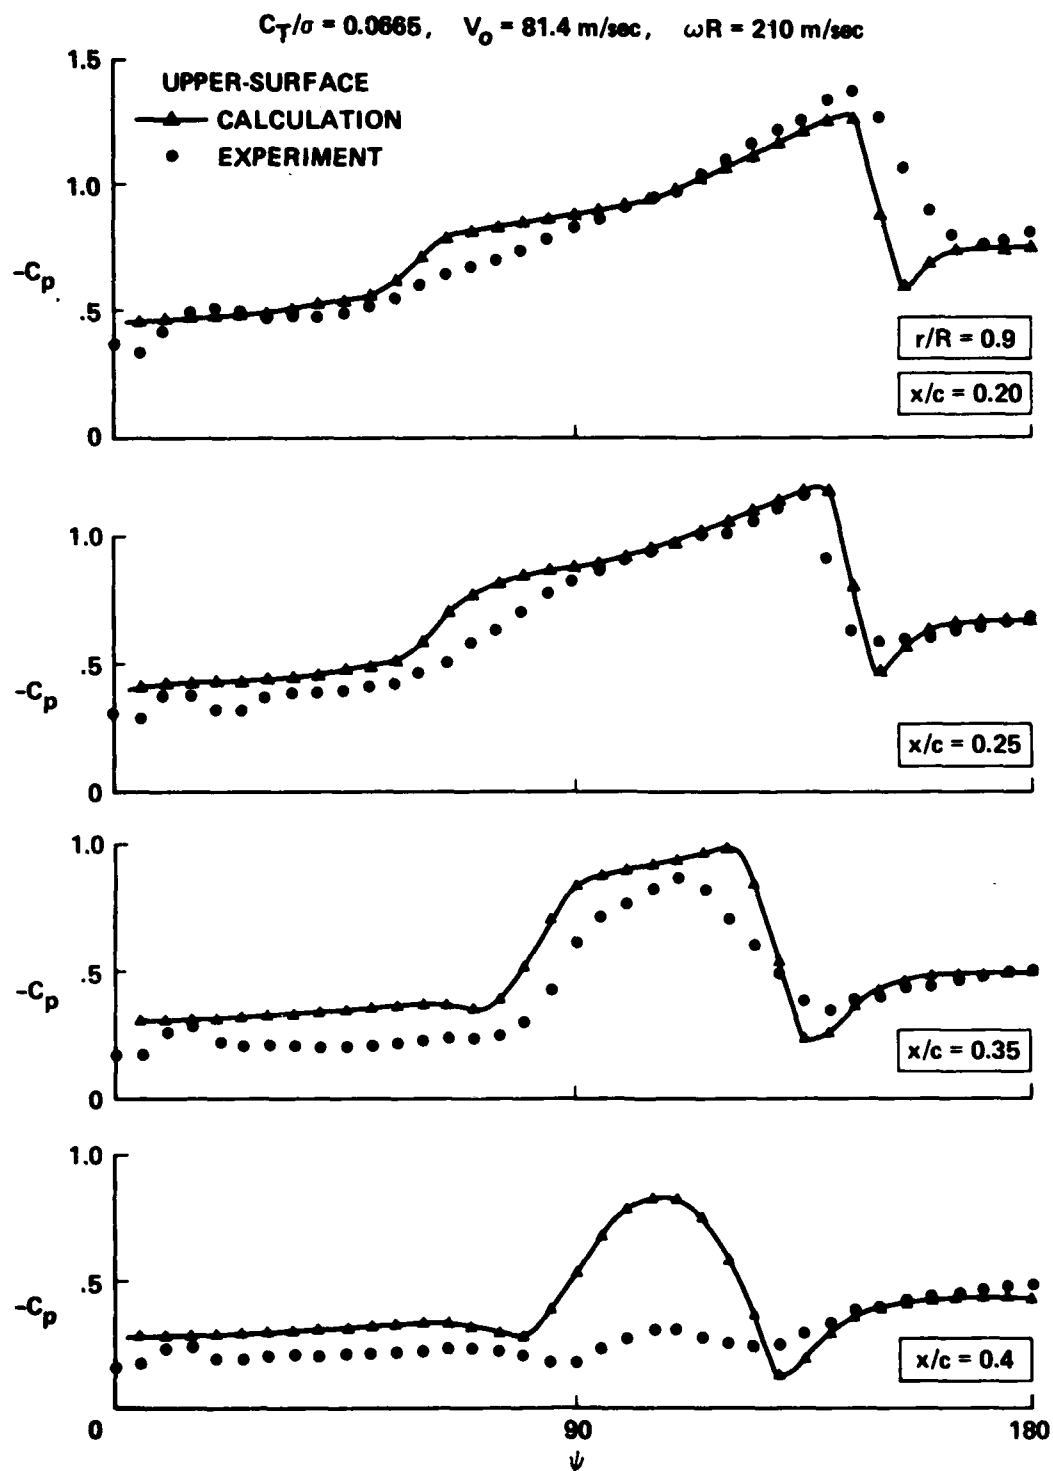 C_T/σ = 0.0665, V_o = 81.4 m/sec, ωR = 210 m/sec
1.5
UPPER-SURFACE
CALCULATION
EXPERIMENT
1.0
-C_p
.5
r/R = 0.9
x/c = 0.20
0
1.0
.5
-C_p
x/c = 0.25
0
1.0
.5
-C_p
x/c = 0.35
0
1.0
.5
-C_p
x/c = 0.4
0 90 180
ψ